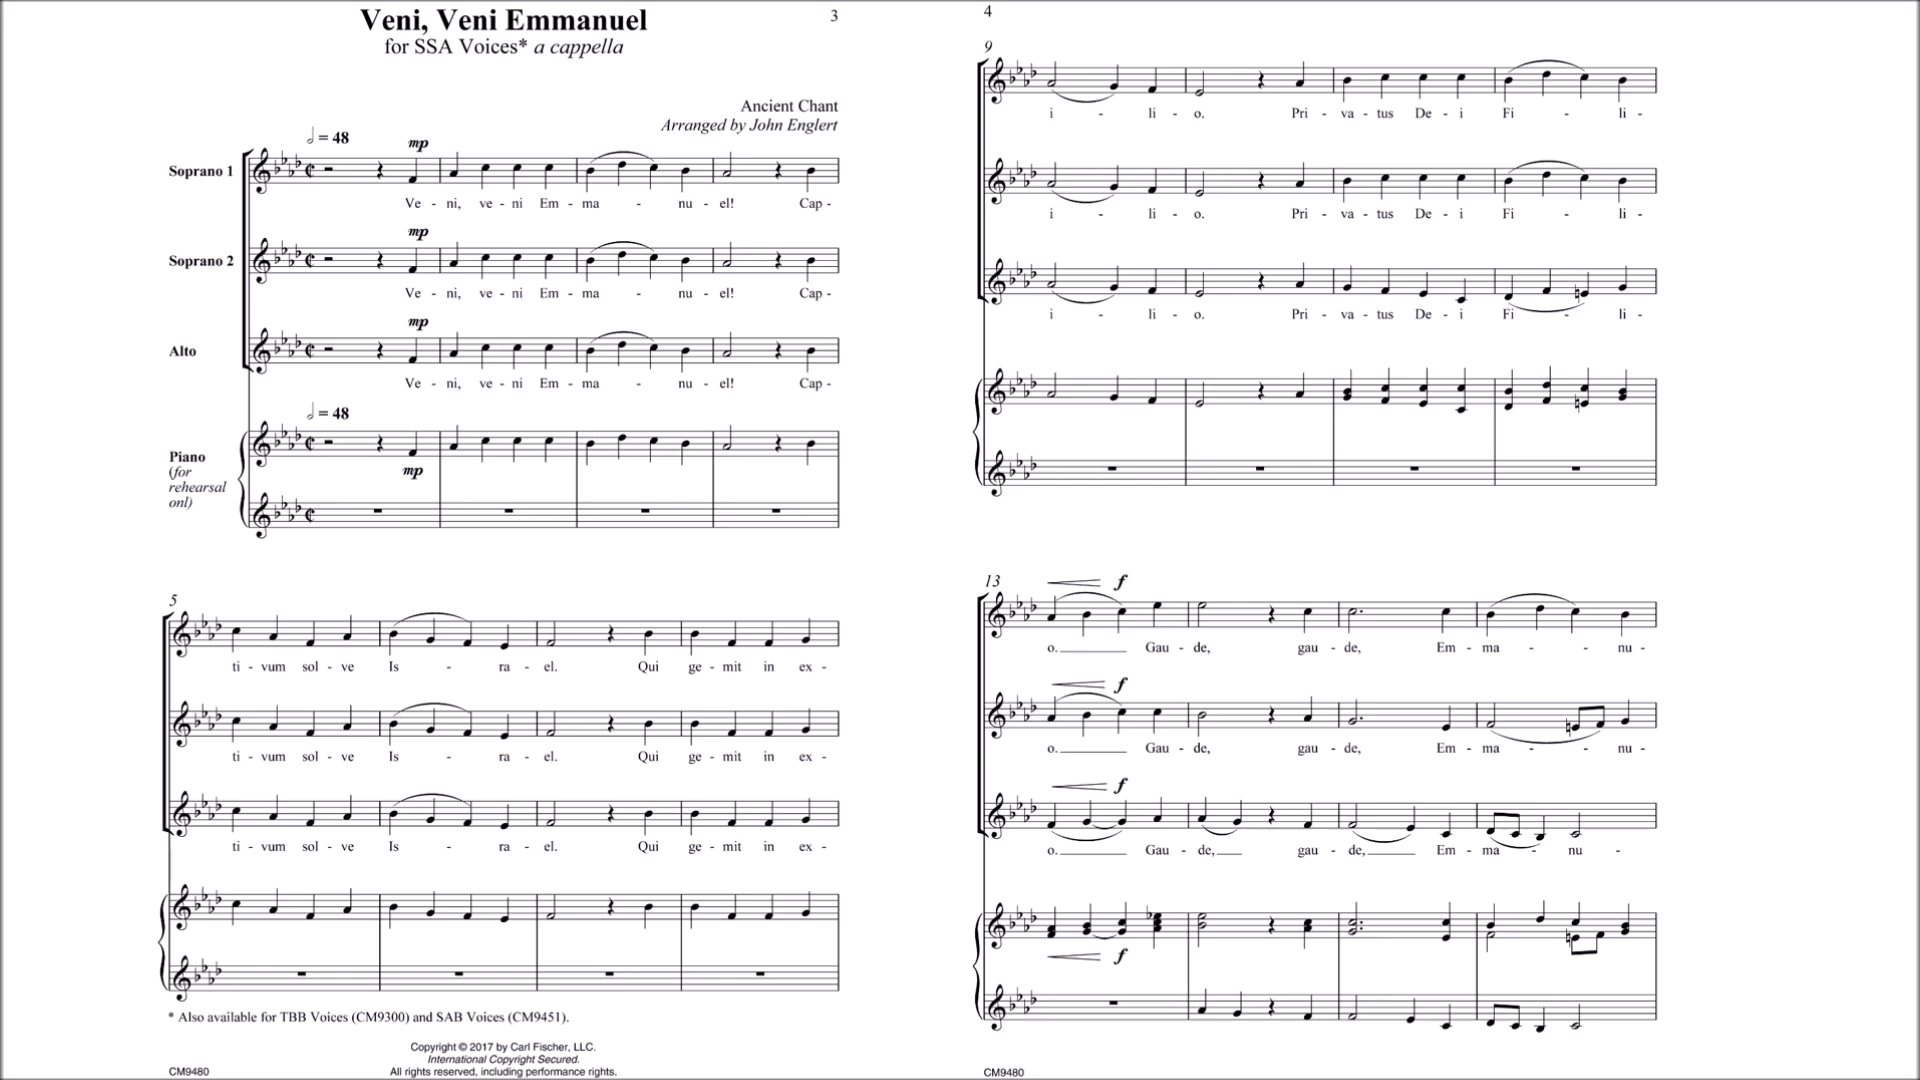 Veni, Veni Emmanuel
3
for SSA Voices* a cappella
Ancient Chant
Arranged by John Englert
= 48
mp
Soprano 1
Ve - ni, ve - ni Em - ma - nu - el! Cap -
mp
Soprano 2
Ve - ni, ve - ni Em - ma - nu - el! Cap -
mp
Alto
Ve - ni, ve - ni Em - ma - nu - el! Cap -
= 48
Piano
(for
rehearsal
onl)
mp
5
ti - vum sol - ve Is - ra - el. Qui ge - mit in ex -
ti - vum sol - ve Is - ra - el. Qui ge - mit in ex -
ti - vum sol - ve Is - ra - el. Qui ge - mit in ex -
* Also available for TBB Voices (CM9300) and SAB Voices (CM9451).
Copyright © 2017 by Carl Fischer, LLC.
International Copyright Secured.
CM9480
All rights reserved, including performance rights.
4
9
i - li - o. Pri - va - tus De - i Fi - li -
i - li - o. Pri - va - tus De - i Fi - li -
i - li - o. Pri - va - tus De - i Fi - li -
13
f
o. Gau - de, gau - de, Em - ma - nu -
f
o. Gau - de, gau - de, Em - ma - nu -
f
o. Gau - de, gau - de, Em - ma - nu -
f
CM9480